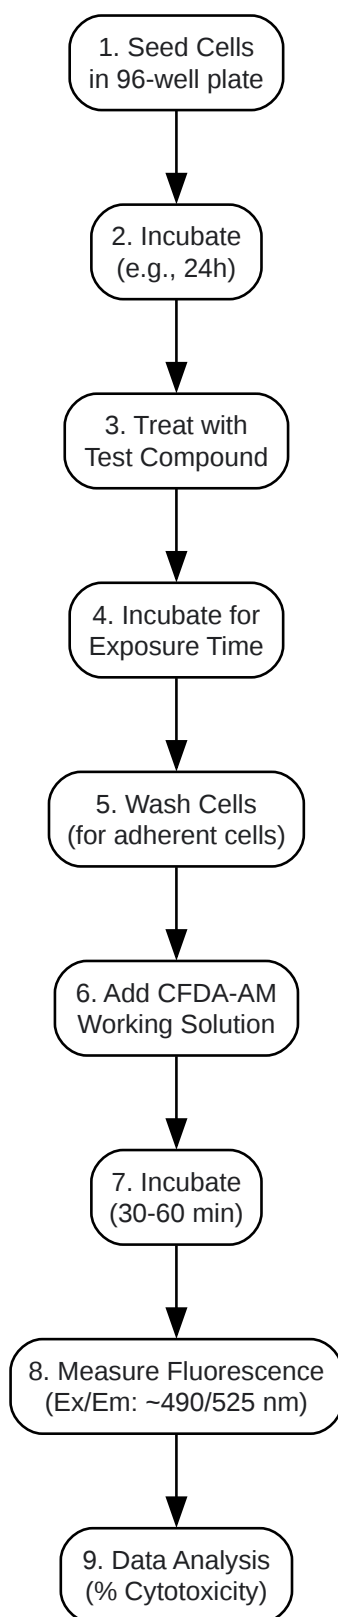 1. Seed Cells
in 96-well plate
2. Incubate
(e.g., 24h)
3. Treat with
Test Compound
4. Incubate for
Exposure Time
5. Wash Cells
(for adherent cells)
6. Add CFDA-AM
Working Solution
7. Incubate
(30-60 min)
8. Measure Fluorescence
(Ex/Em: ~490/525 nm)
9. Data Analysis
(% Cytotoxicity)